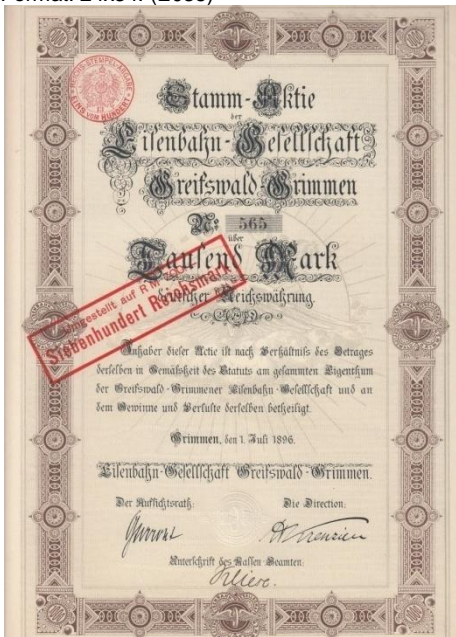 Stamm-Aktie
der
Eisenbahn-Gesellschaft
Greifswald-Grimmen
No: 565
über
Tausend Mark
Deutscher Reichswährung
Umgestellt auf R.M.
Siebenhundert Reichsmark
Inhaber dieser Actie ist nach Verhältniß des Betrages
derselben in Gemäßheit des Statuts am gesammten Eigenthum
der Greifswald-Grimmener Eisenbahn-Gesellschaft und an
dem Gewinne und Verluste derselben betheiligt.
Grimmen, den 1. Juli 1896.
Eisenbahn-Gesellschaft Greifswald-Grimmen.
Der Aufsichtsrath: Die Direction:
Unterschrift des Kassen-Beamten: